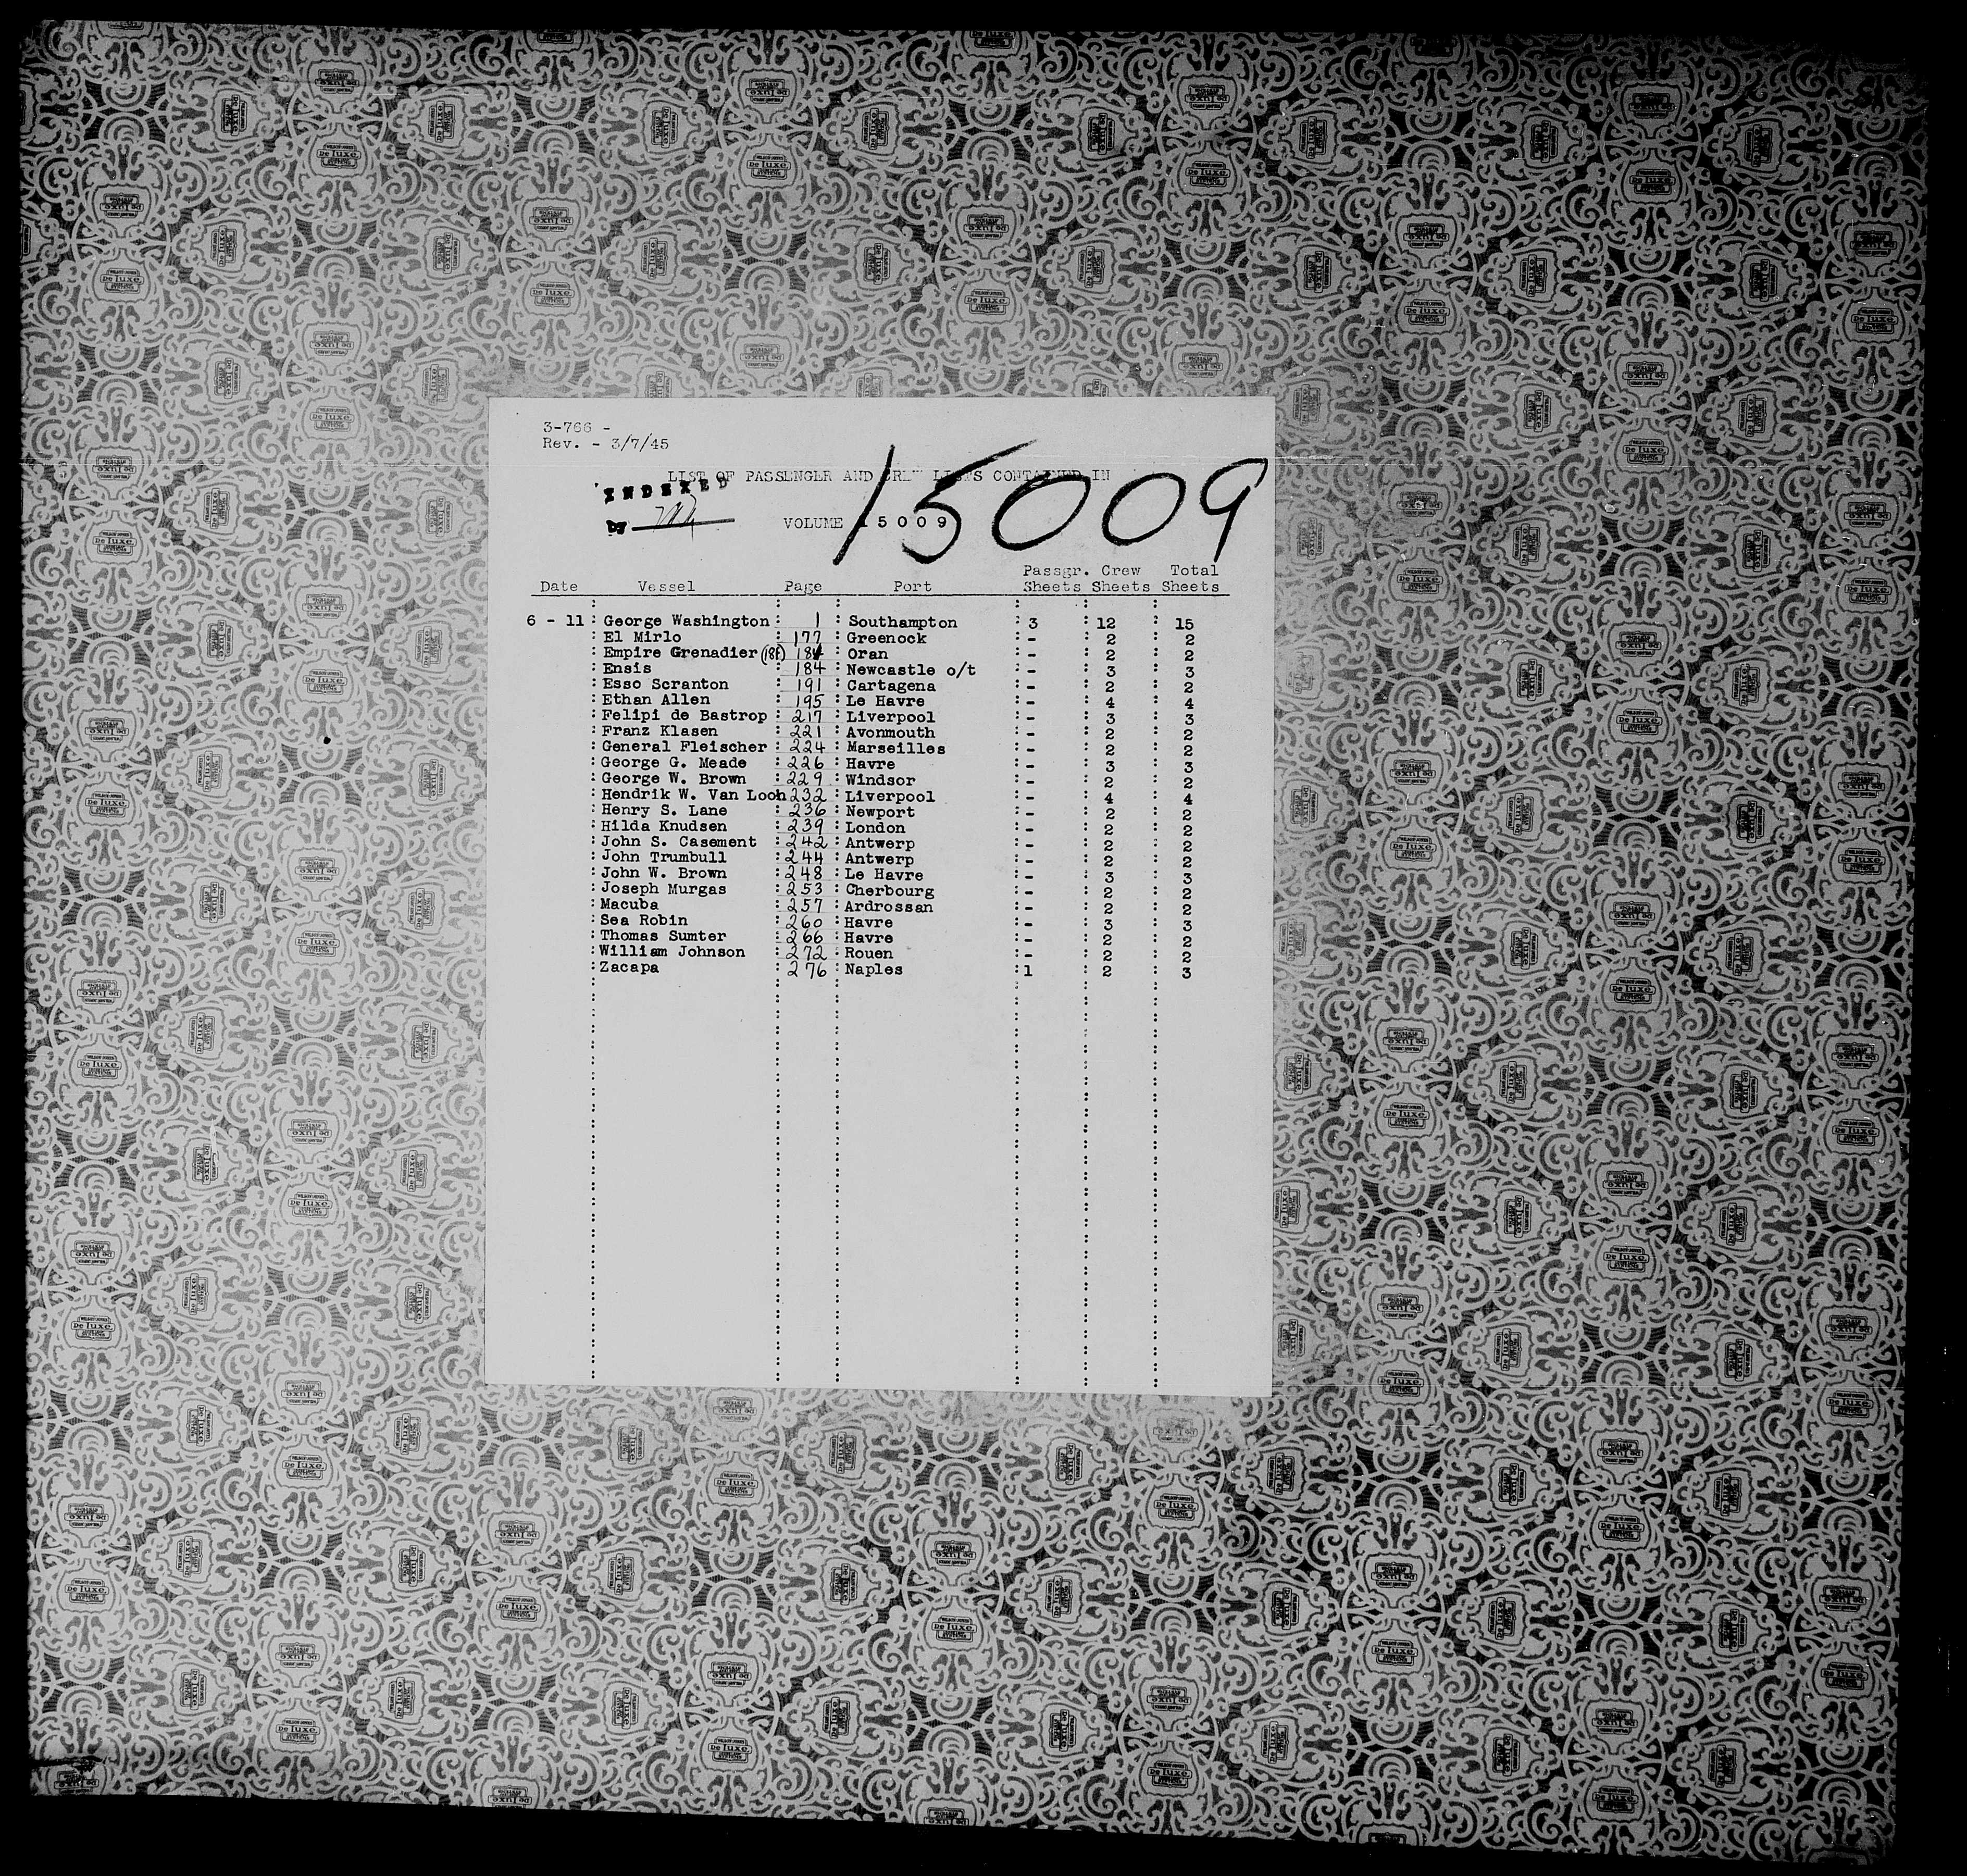 3-766 -
Rev. - 3/7/45
LIST OF PASSENGER AND CREW LISTS CONTAINED IN
INDEXED
BY
VOLUME 15009
15009
Date Vessel Page Port Passgr. Sheets Crew Sheets Total Sheets
6 - 11 : George Washington : 1 : Southampton : 3 : 12 : 15
: El Mirlo : 177 : Greenock : - : 2 : 2
: Empire Grenadier : : Oran : - : 2 : 2
: Ensis : 184 : Newcastle o/t : - : 3 : 3
: Esso Scranton : 191 : Cartagena : - : 2 : 2
: Ethan Allen : 195 : Le Havre : - : 4 : 4
: Felipi de Bastrop : 217 : Liverpool : - : 3 : 3
: Franz Klasen : 221 : Avonmouth : - : 2 : 2
: General Fleischer : 224 : Marseilles : - : 2 : 2
: George G. Meade : 226 : Havre : - : 3 : 3
: George W. Brown : 229 : Windsor : - : 2 : 2
: Hendrik W. Van Loon 232 : Liverpool : - : 4 : 4
: Henry S. Lane : 236 : Newport : - : 2 : 2
: Hilda Knudsen : 239 : London : - : 2 : 2
: John S. Casement : 242 : Antwerp : - : 2 : 2
: John Trumbull : 244 : Antwerp : - : 2 : 2
: John W. Brown : 248 : Le Havre : - : 3 : 3
: Joseph Murgas : 253 : Cherbourg : - : 2 : 2
: Macuba : 257 : Ardrossan : - : 2 : 2
: Sea Robin : 260 : Havre : - : 3 : 3
: Thomas Sumter : 266 : Havre : - : 2 : 2
: William Johnson : 272 : Rouen : - : 2 : 2
: Zacapa : 276 : Naples : 1 : 2 : 3